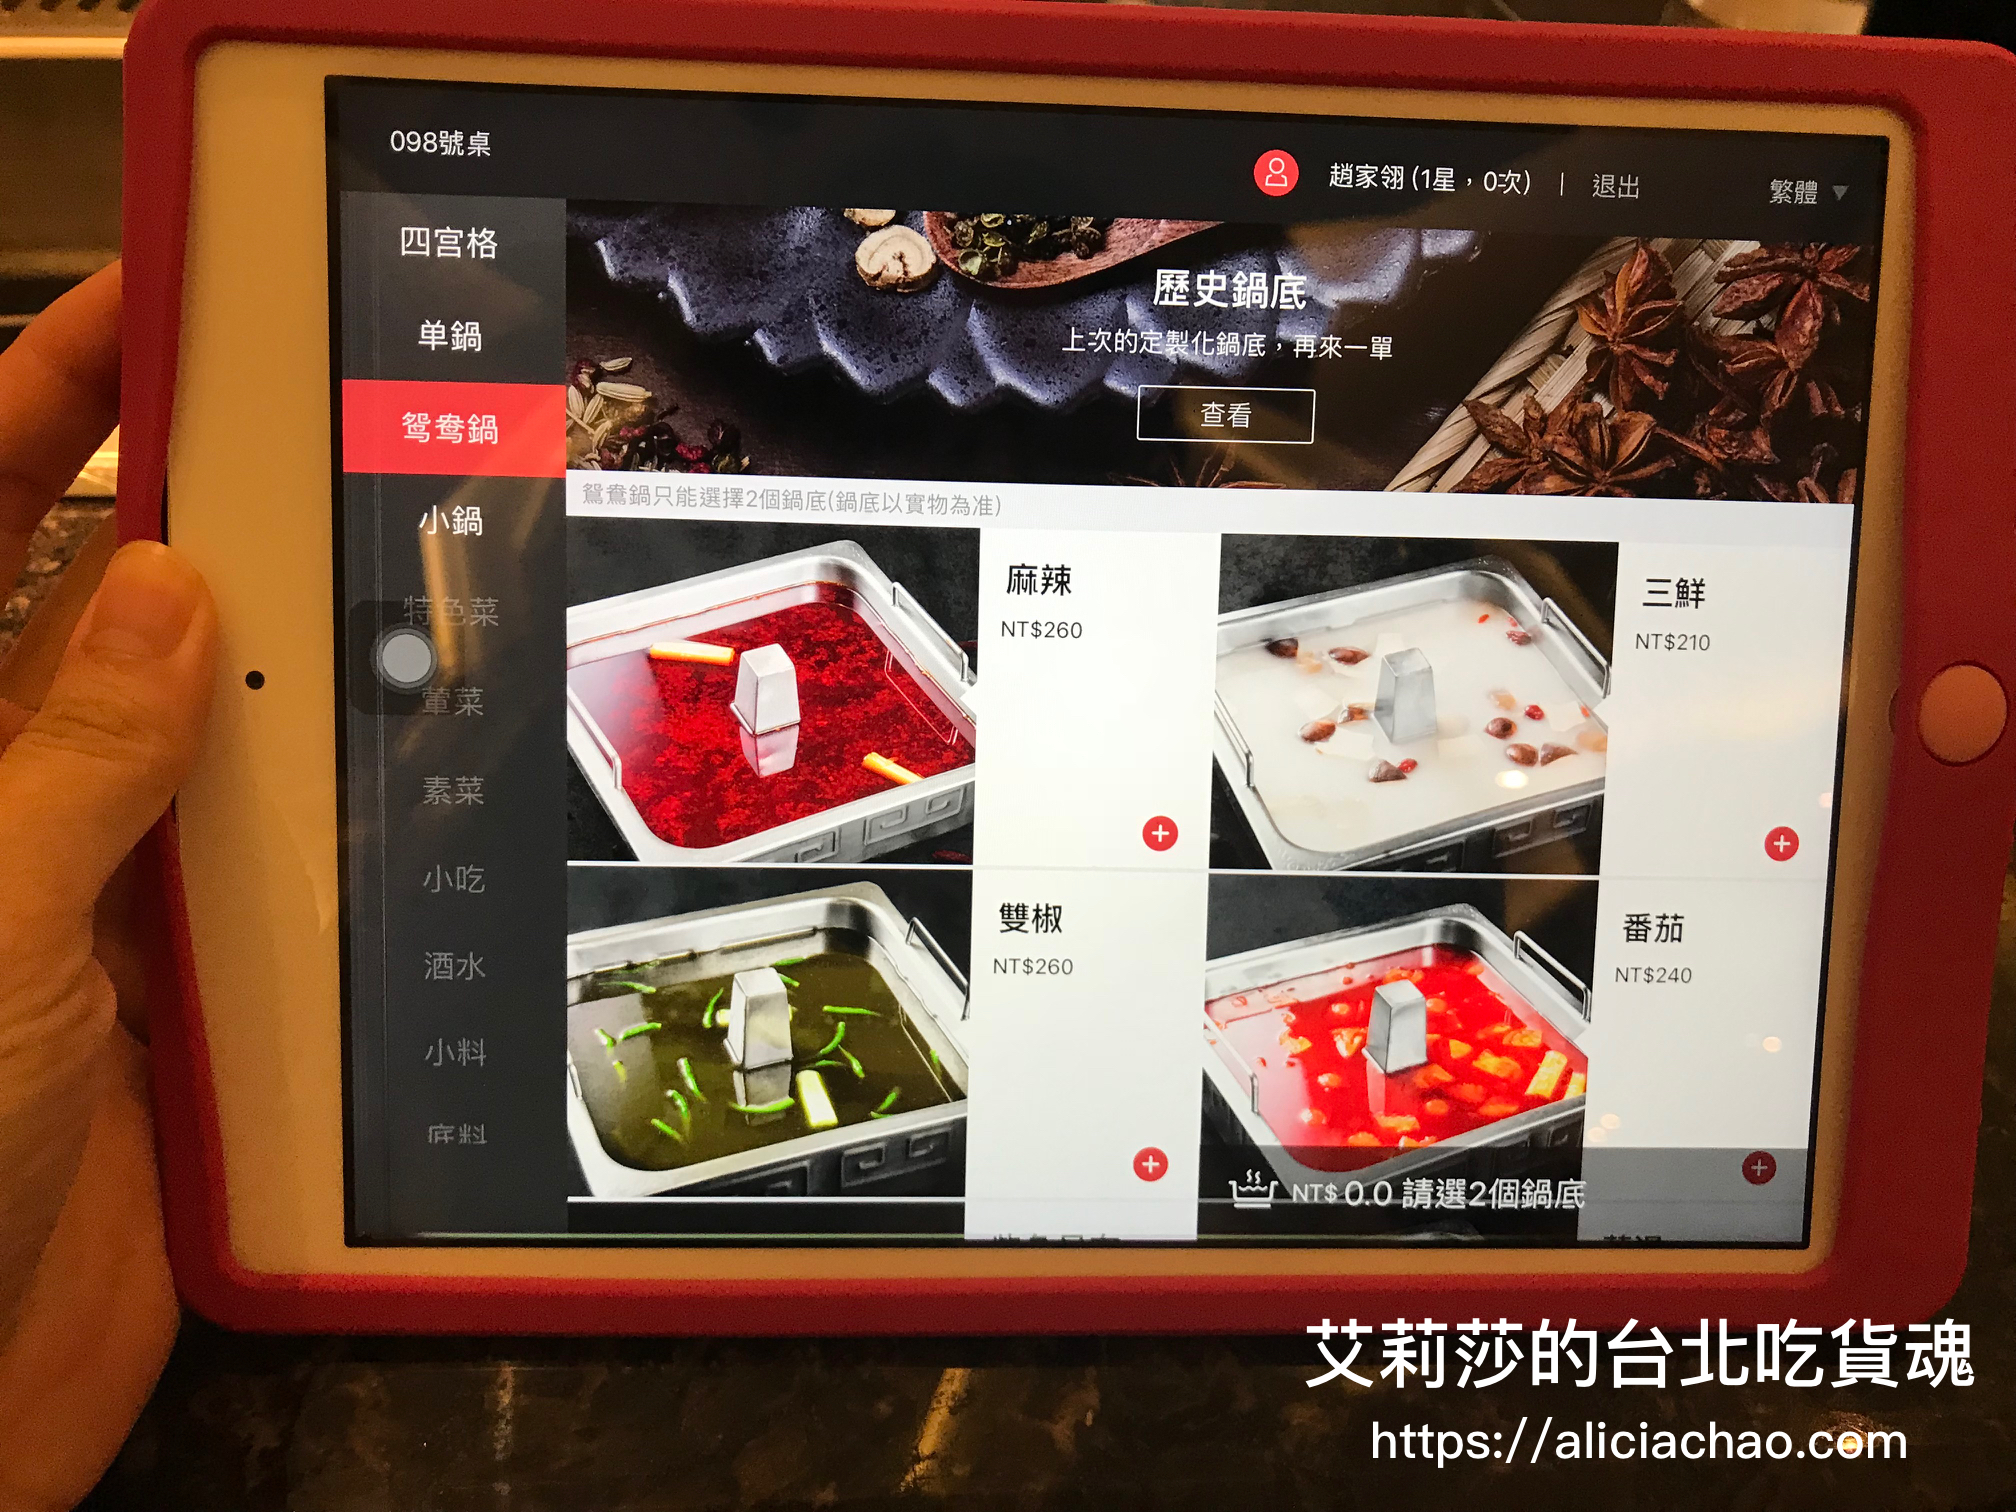 098號桌
趙家翎 (1星，0次) | 退出
繁體
四宫格
单鍋
鸳鸯鍋
小鍋
特色菜
葷菜
素菜
小吃
酒水
小料
底料
歷史鍋底
上次的定製化鍋底，再來一單
查看
鴛鴦鍋只能選擇2個鍋底(鍋底以實物為准)
麻辣
NT$260
三鮮
NT$210
雙椒
NT$260
番茄
NT$240
NT$ 0.0 請選2個鍋底
艾莉莎的台北吃貨魂
https://aliciachao.com